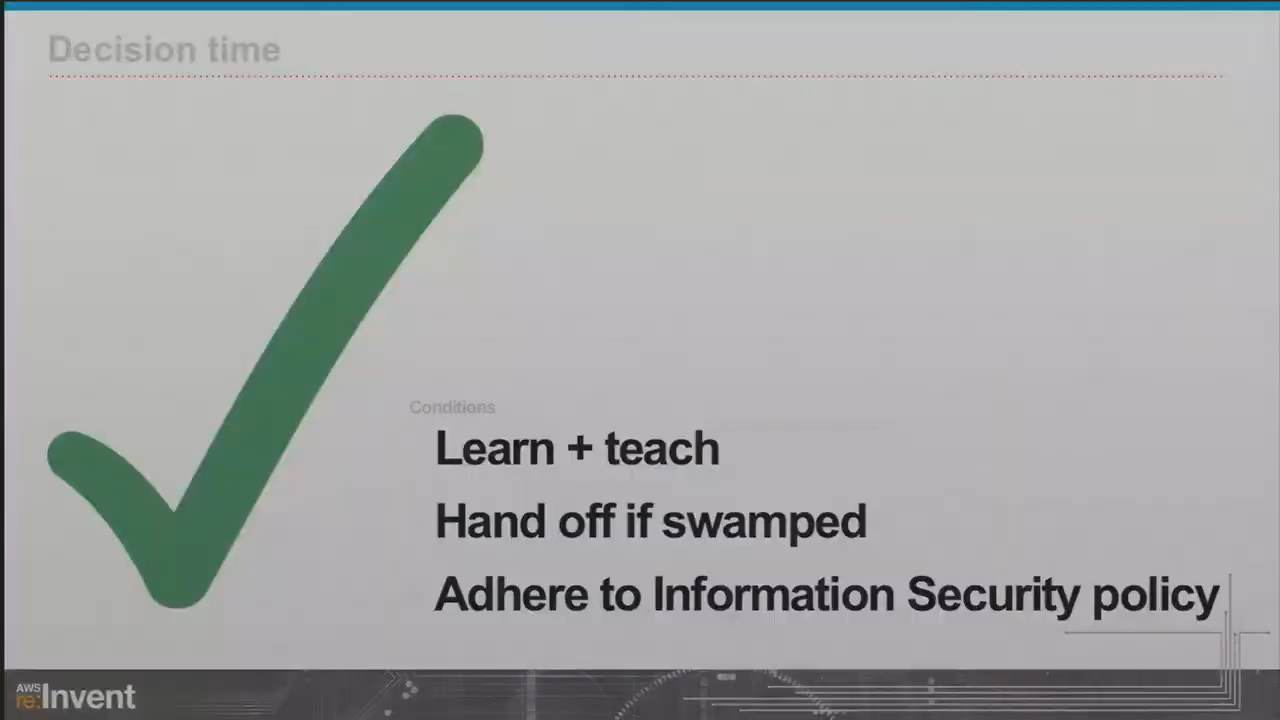 Decision time
Conditions
Learn + teach
Hand off if swamped
Adhere to Information Security policy
AWS
re:Invent